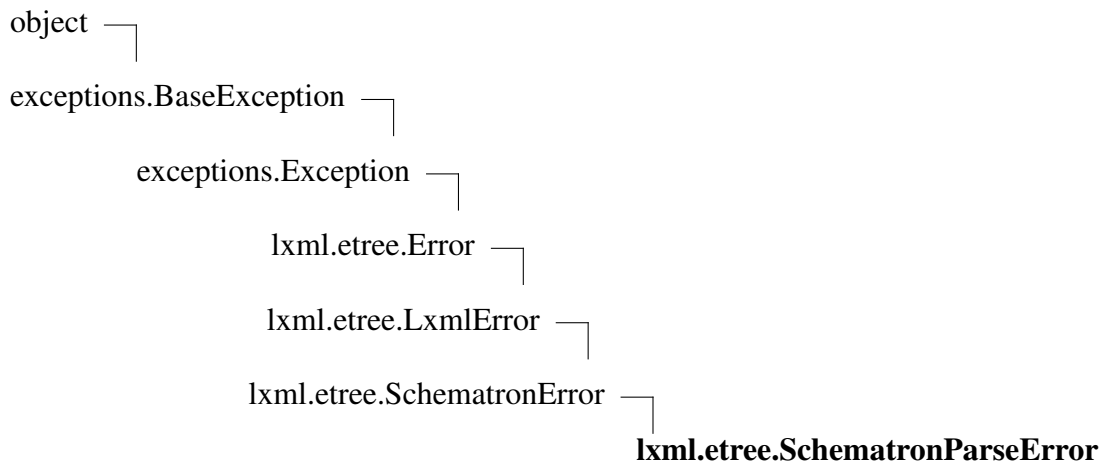 object
exceptions.BaseException
exceptions.Exception
lxml.etree.Error
lxml.etree.LxmlError
lxml.etree.SchematronError
lxml.etree.SchematronParseError